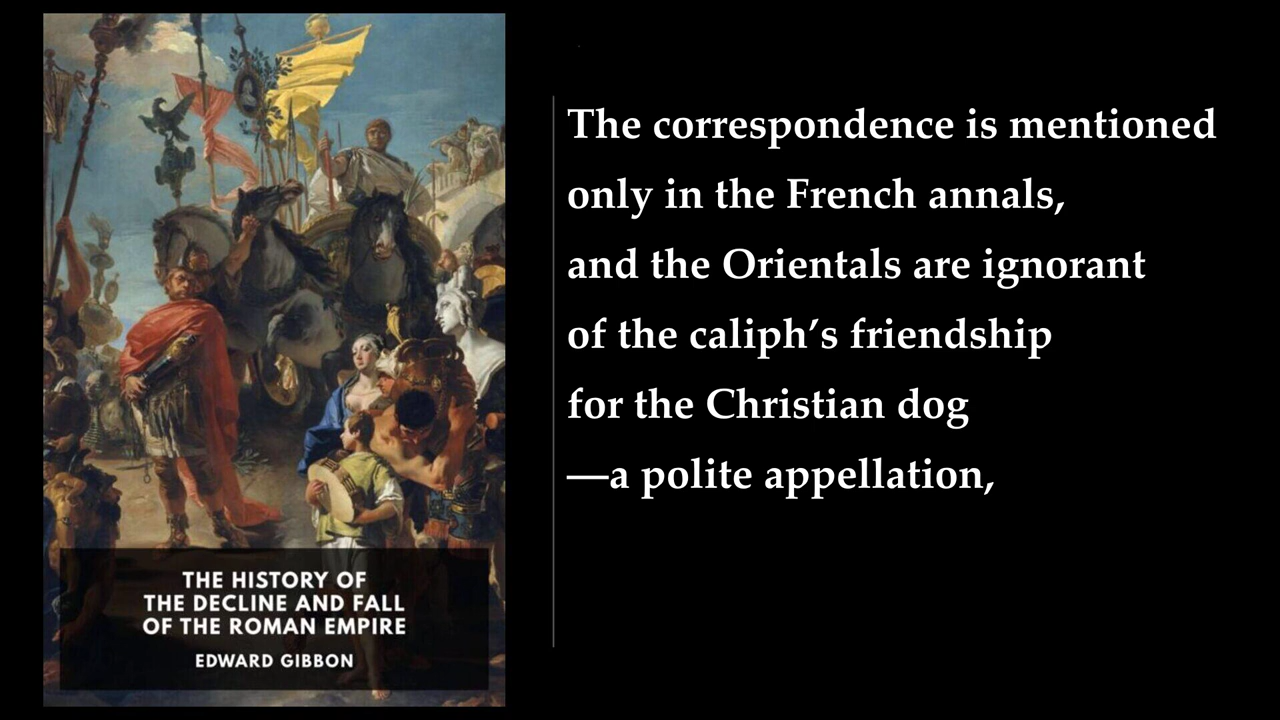 THE HISTORY OF
THE DECLINE AND FALL
OF THE ROMAN EMPIRE
EDWARD GIBBON
The correspondence is mentioned
only in the French annals,
and the Orientals are ignorant
of the caliph’s friendship
for the Christian dog
—a polite appellation,